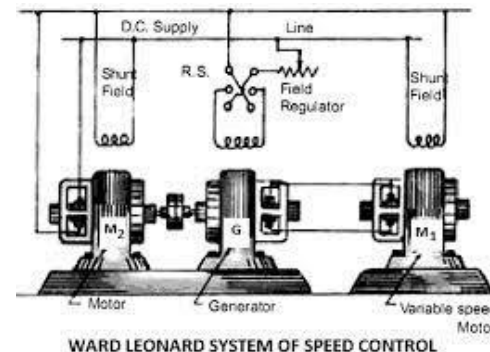 D.C. Supply
Line
Shunt
Field
R.S.
Field
Regulator
Shunt
Field
M2
G
M1
Motor
Generator
Variable speed
Moto
WARD LEONARD SYSTEM OF SPEED CONTROL